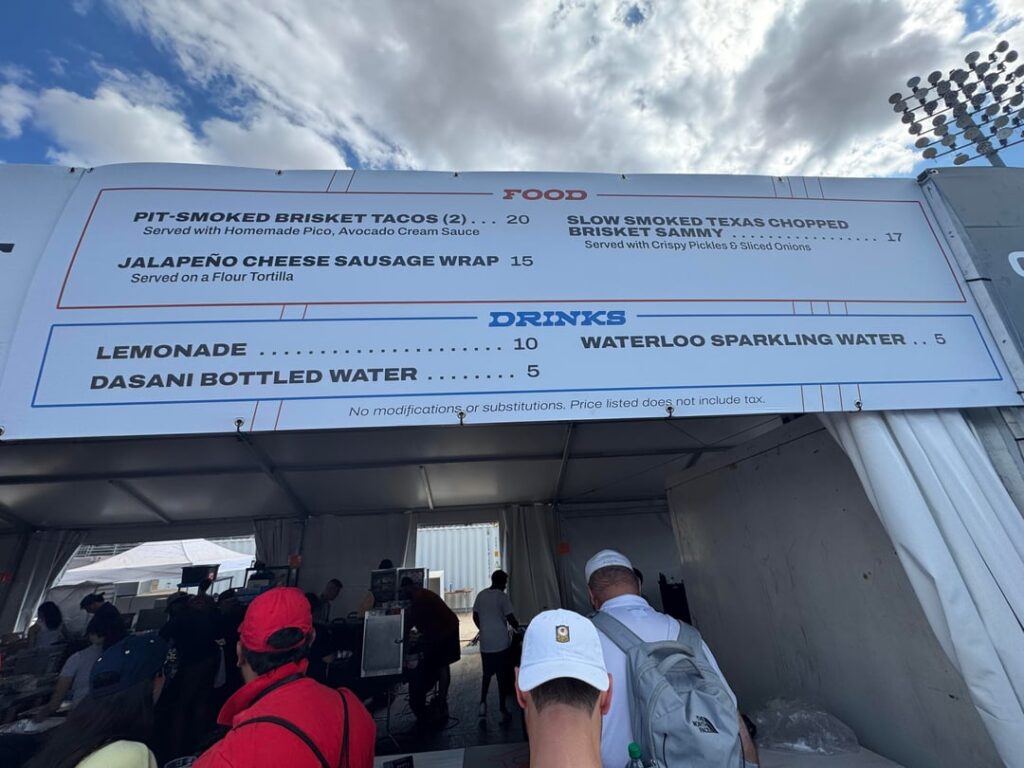 FOOD
PIT-SMOKED BRISKET TACOS (2) . . . 20
Served with Homemade Pico, Avocado Cream Sauce
JALAPEÑO CHEESE SAUSAGE WRAP 15
Served on a Flour Tortilla
SLOW SMOKED TEXAS CHOPPED
BRISKET SAMMY . . . . . . . . . . . . . . . . . . 17
Served with Crispy Pickles & Sliced Onions
DRINKS
LEMONADE . . . . . . . . . . . . . . . . . . . . . . 10
DASANI BOTTLED WATER . . . . . . . . 5
WATERLOO SPARKLING WATER . . 5
No modifications or substitutions. Price listed does not include tax.
THE NORTH FACE